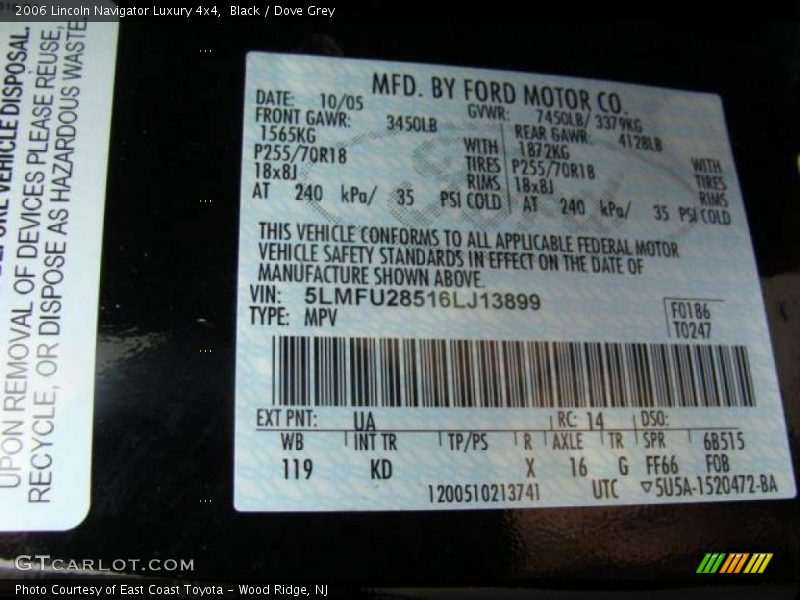 2006 Lincoln Navigator Luxury 4x4,  Black / Dove Grey
BEFORE VEHICLE DISPOSAL.
UPON REMOVAL OF DEVICES PLEASE REUSE,
RECYCLE, OR DISPOSE AS HAZARDOUS WASTE
MFD. BY FORD MOTOR CO.
DATE: 10/05 GVWR: 7450LB/ 3379KG
FRONT GAWR: 3450LB REAR GAWR: 4128LB
1565KG WITH 1872KG WITH
P255/70R18 TIRES P255/70R18 TIRES
18x8J RIMS 18x8J RIMS
AT 240 kPa/ 35 PSI COLD AT 240 kPa/ 35 PSI COLD
THIS VEHICLE CONFORMS TO ALL APPLICABLE FEDERAL MOTOR
VEHICLE SAFETY STANDARDS IN EFFECT ON THE DATE OF
MANUFACTURE SHOWN ABOVE.
VIN: 5LMFU28516LJ13899
TYPE: MPV
F0186
T0247
EXT PNT: UA RC: 14 DSO:
WB INT TR TP/PS R AXLE TR SPR 6B515
119 KD X 16 G FF66 F0B
1200510213741 UTC ▽5U5A-1520472-BA
GTCARLOT.COM
Photo Courtesy of East Coast Toyota - Wood Ridge, NJ